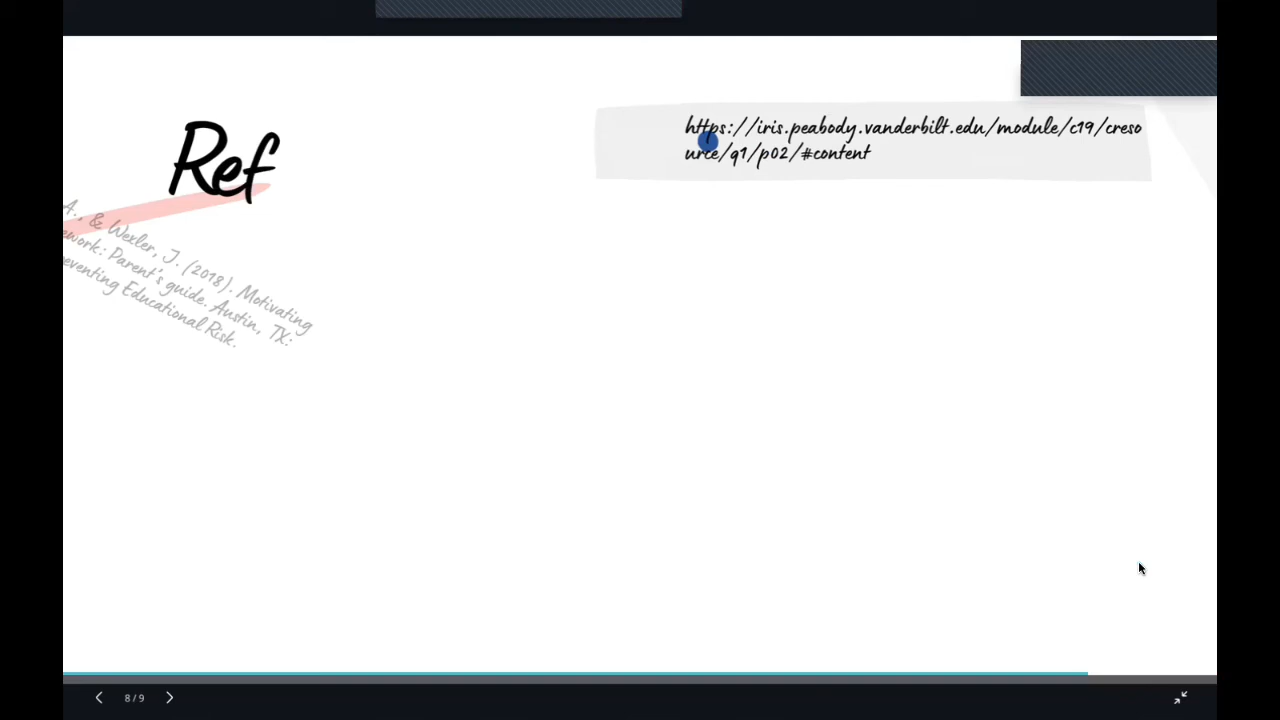 Ref
https://iris.peabody.vanderbilt.edu/module/c19/creso
urce/q1/p02/#content
A., & Wexler, J. (2018). Motivating
ework: Parent's guide. Austin, TX:
eventing Educational Risk.
8/9